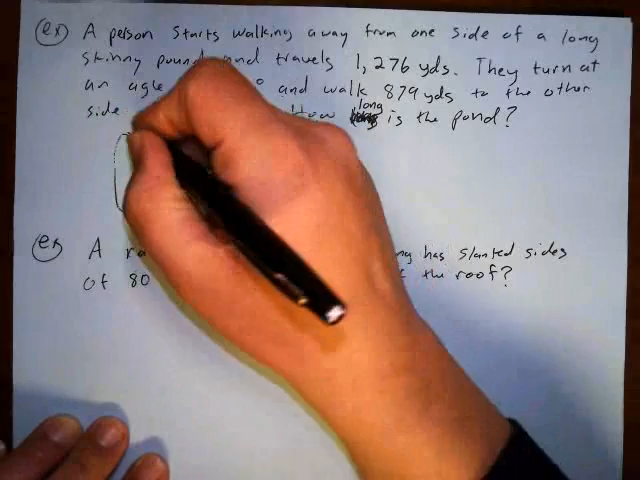 ex) A person starts walking away from one side of a long
skinny pound and travels 1,276 yds. They turn at
an agle ° and walk 879 yds to the other
side How long is the pond?
ex A has slanted sides
of 80 the roof?